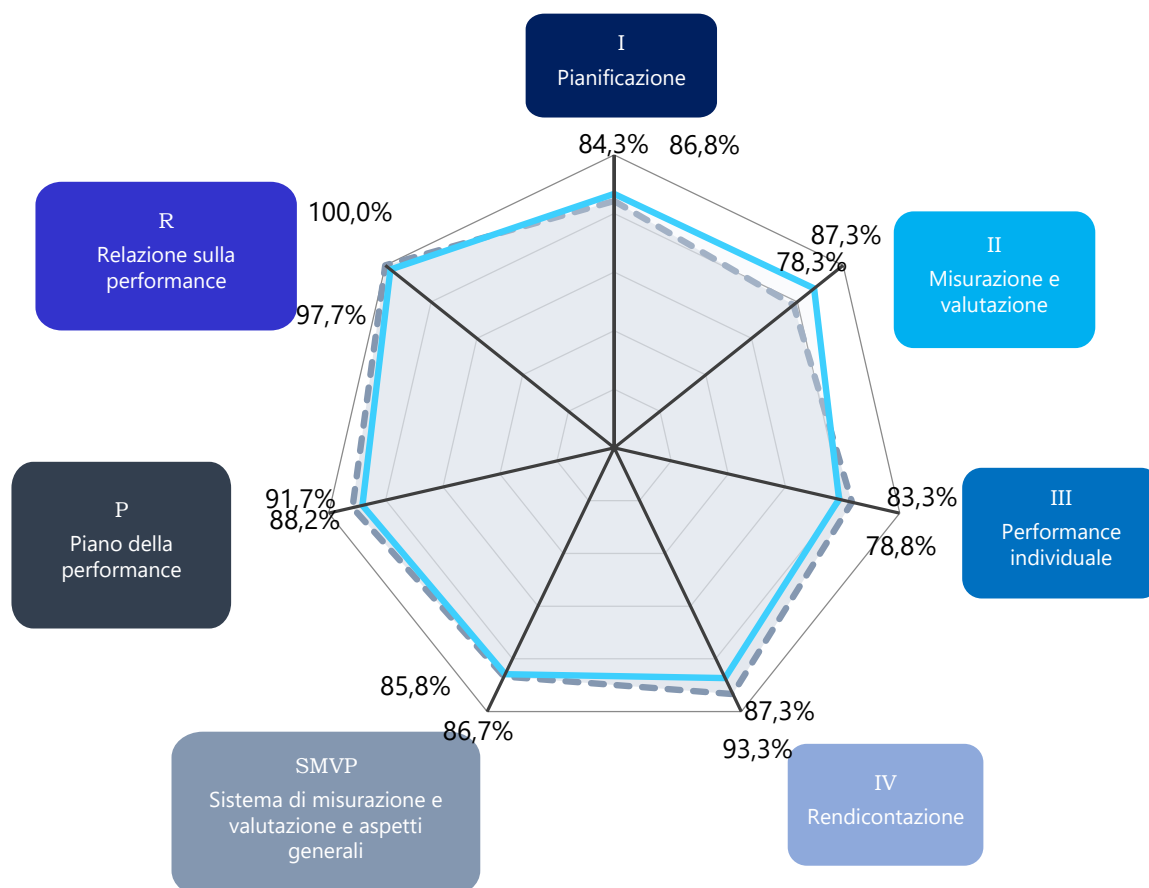 I
Pianificazione
84,3%
86,8%
R
Relazione sulla
performance
100,0%
97,7%
87,3%
78,3%
II
Misurazione e
valutazione
P
Piano della
performance
91,7%
88,2%
83,3%
78,8%
III
Performance
individuale
85,8%
86,7%
87,3%
93,3%
SMVP
Sistema di misurazione e
valutazione e aspetti
generali
IV
Rendicontazione